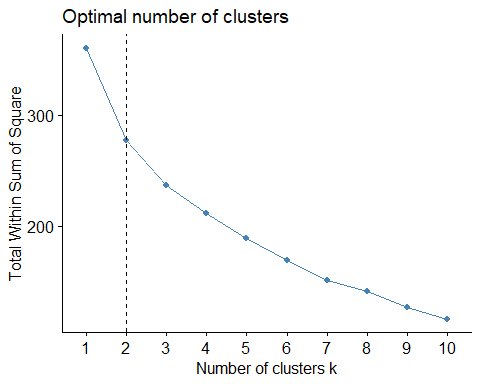 Optimal number of clusters
Total Within Sum of Square
300
200
1 2 3 4 5 6 7 8 9 10
Number of clusters k